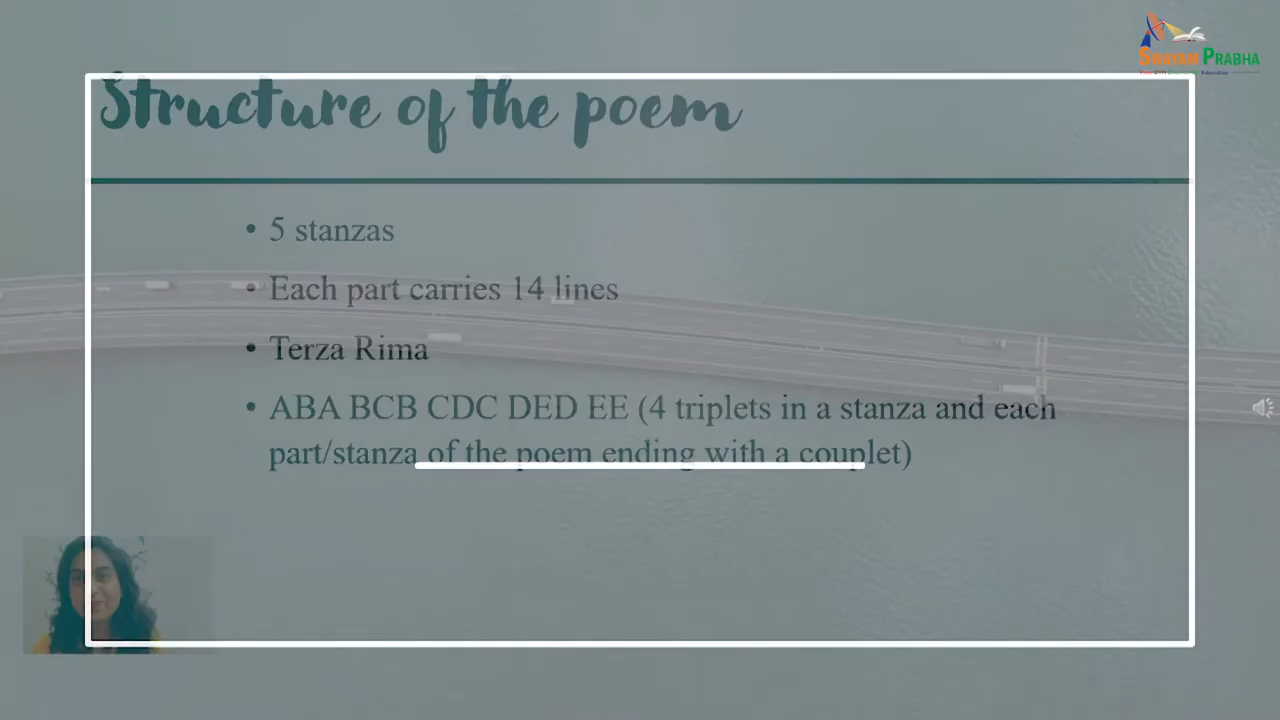 SWAYAM PRABHA
Structure of the poem
• 5 stanzas
• Each part carries 14 lines
• Terza Rima
• ABA BCB CDC DED EE (4 triplets in a stanza and each
part/stanza of the poem ending with a couplet)